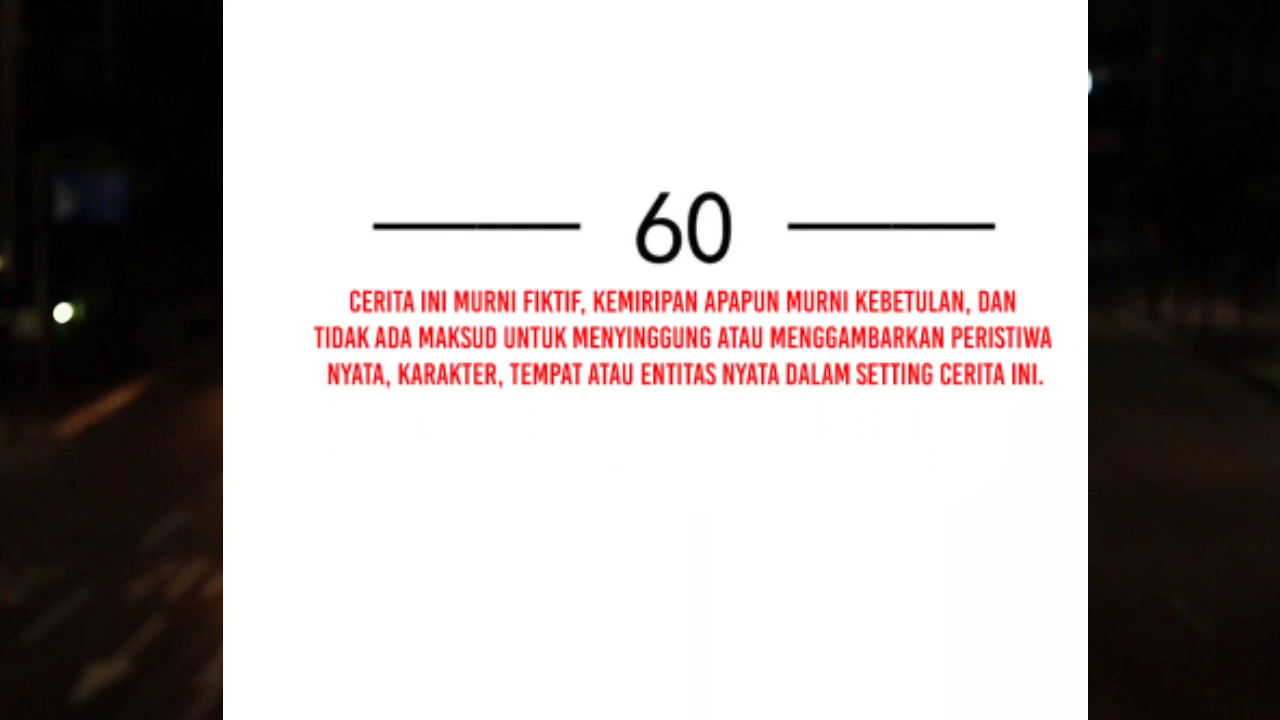 60
CERITA INI MURNI FIKTIF, KEMIRIPAN APAPUN MURNI KEBETULAN, DAN
TIDAK ADA MAKSUD UNTUK MENYINGGUNG ATAU MENGGAMBARKAN PERISTIWA
NYATA, KARAKTER, TEMPAT ATAU ENTITAS NYATA DALAM SETTING CERITA INI.